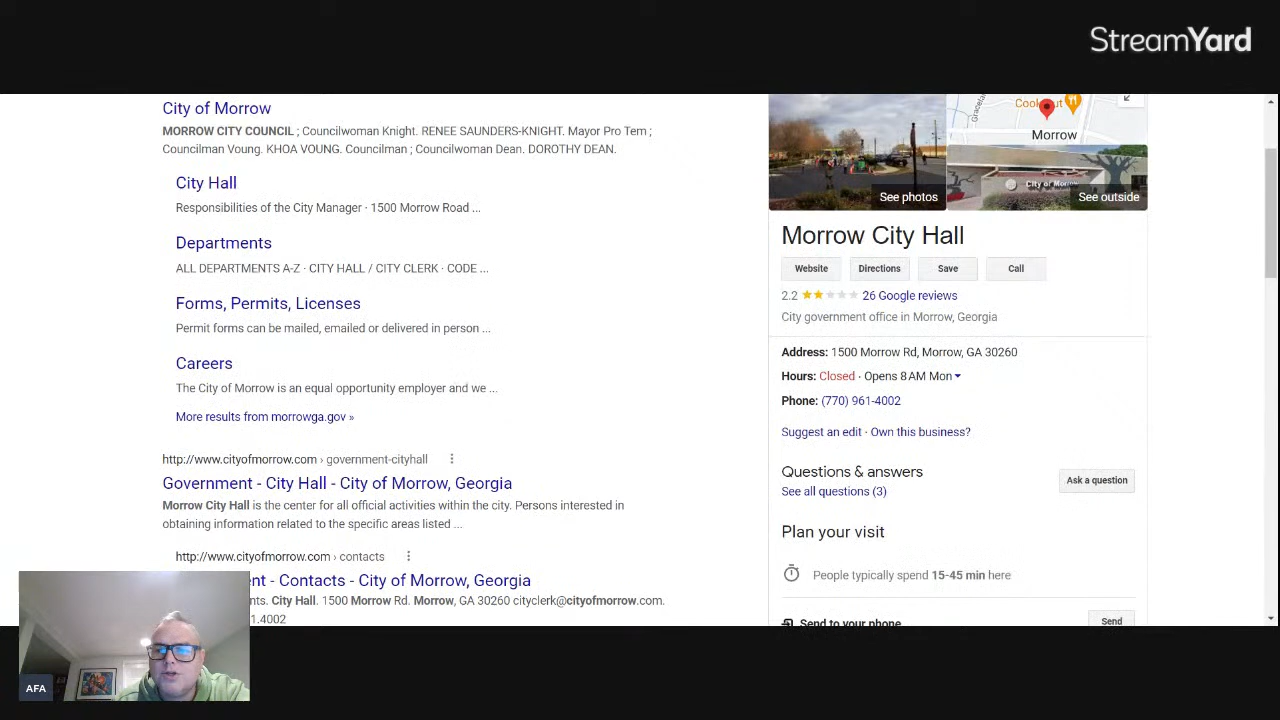 StreamYard
City of Morrow
MORROW CITY COUNCIL ; Councilwoman Knight. RENEE SAUNDERS-KNIGHT. Mayor Pro Tem ;
Councilman Voung. KHOA VOUNG. Councilman ; Councilwoman Dean. DOROTHY DEAN.
City Hall
Responsibilities of the City Manager · 1500 Morrow Road ...
Departments
ALL DEPARTMENTS A-Z · CITY HALL / CITY CLERK · CODE ...
Forms, Permits, Licenses
Permit forms can be mailed, emailed or delivered in person ...
Careers
The City of Morrow is an equal opportunity employer and we ...
More results from morrowga.gov »
http://www.cityofmorrow.com › government-cityhall
Government - City Hall - City of Morrow, Georgia
Morrow City Hall is the center for all official activities within the city. Persons interested in
obtaining information related to the specific areas listed ...
http://www.cityofmorrow.com › contacts
- Contacts - City of Morrow, Georgia
City Hall. 1500 Morrow Rd. Morrow, GA 30260 cityclerk@cityofmorrow.com.
1.4002
AFA
Morrow
City of Morrow
See photos
See outside
Morrow City Hall
Website Directions Save Call
2.2 26 Google reviews
City government office in Morrow, Georgia
Address: 1500 Morrow Rd, Morrow, GA 30260
Hours: Closed · Opens 8 AM Mon
Phone: (770) 961-4002
Suggest an edit · Own this business?
Questions & answers
See all questions (3)
Ask a question
Plan your visit
People typically spend 15-45 min here
Send to your phone
Send